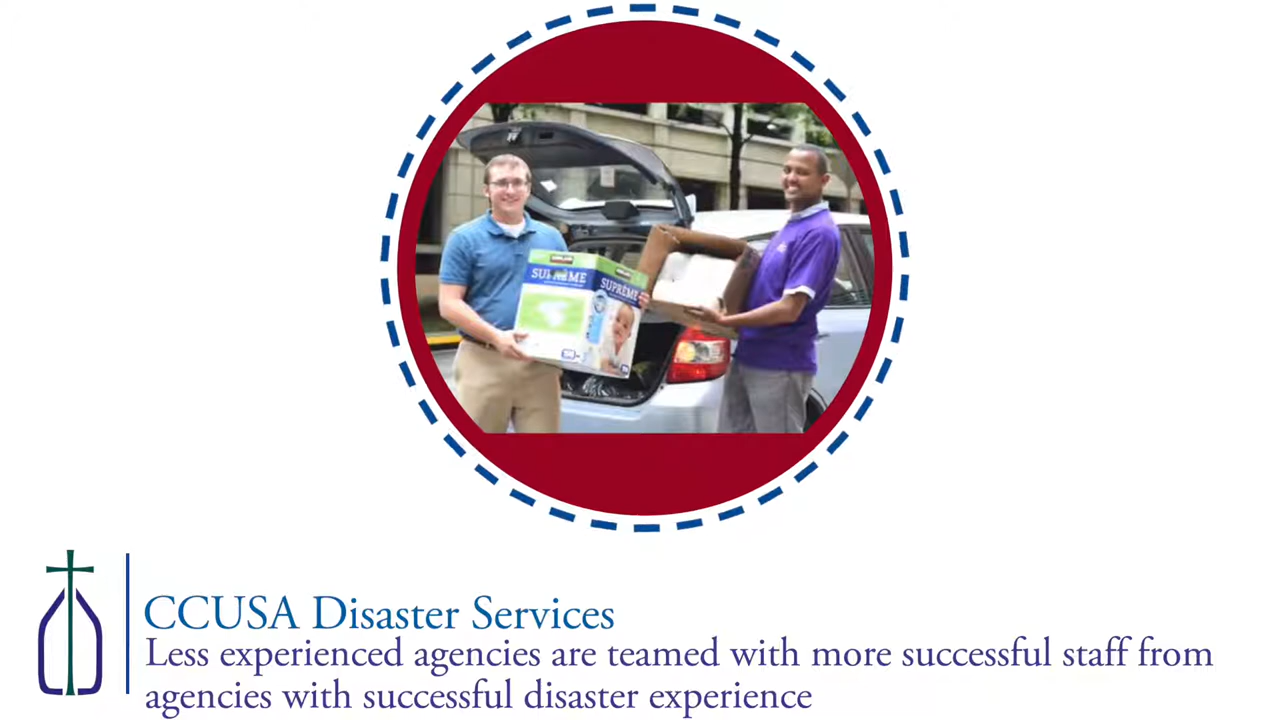 SUPREME
SUPREME
CCUSA Disaster Services
Less experienced agencies are teamed with more successful staff from
agencies with successful disaster experience